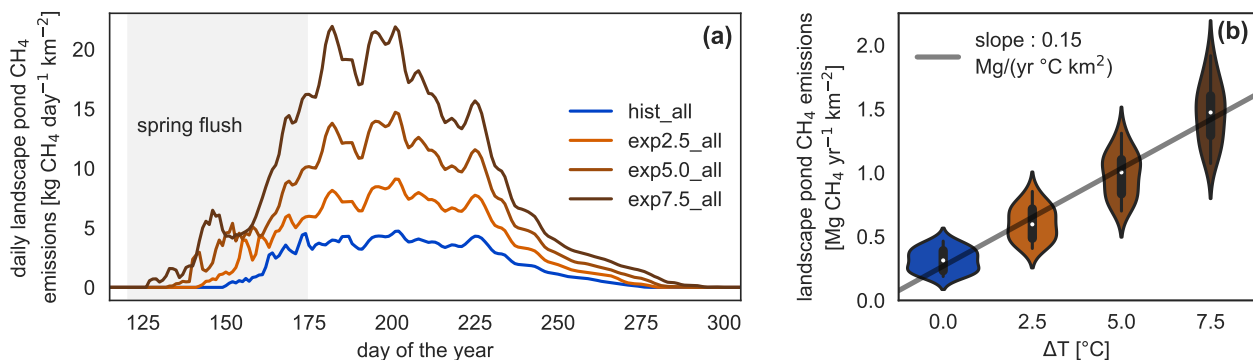 daily landscape pond CH₄
emissions [kg CH₄ day⁻¹ km⁻²]
20
15
10
5
0
spring flush
(a)
hist_all
exp2.5_all
exp5.0_all
exp7.5_all
125
150
175
200
225
250
275
300
day of the year
landscape pond CH₄ emissions
[Mg CH₄ yr⁻¹ km⁻²]
2.0
1.5
1.0
0.5
0.0
slope : 0.15
Mg/(yr °C km²)
(b)
0.0
2.5
5.0
7.5
ΔT [°C]